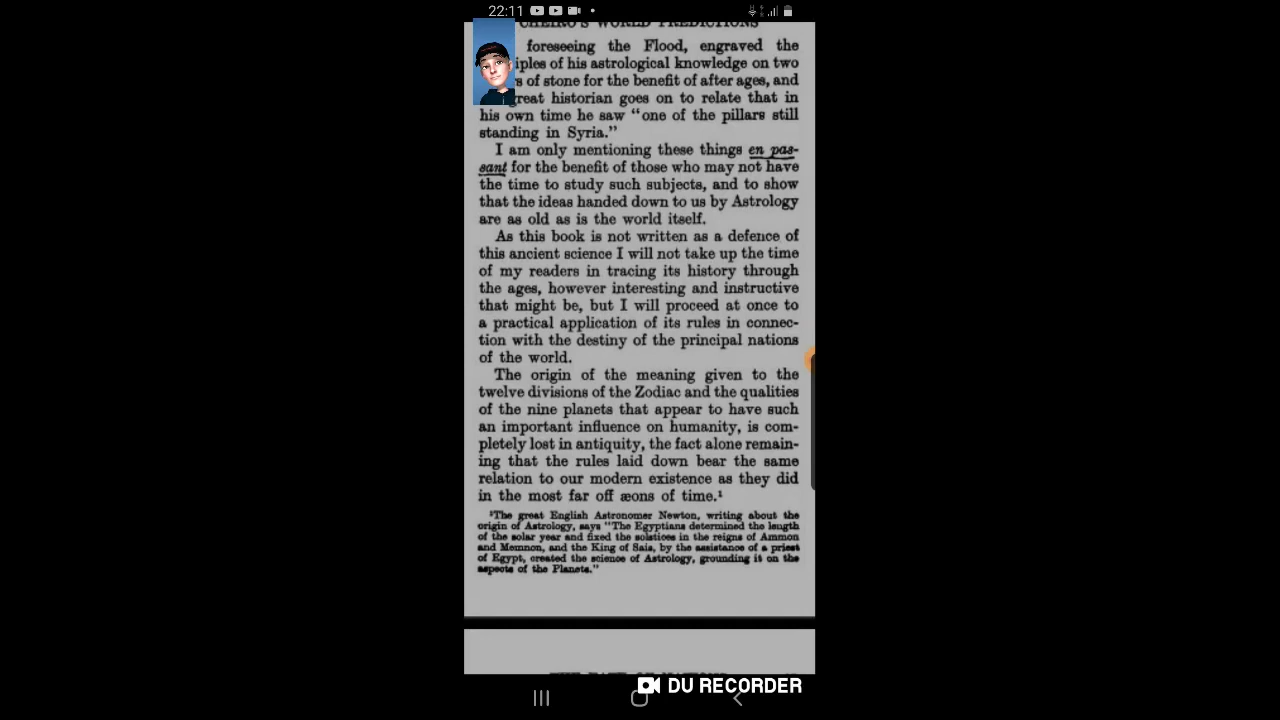 22:11
CHEIRO'S WORLD PREDICTIONS
foreseeing the Flood, engraved the
iples of his astrological knowledge on two
s of stone for the benefit of after ages, and
reat historian goes on to relate that in
his own time he saw “one of the pillars still
standing in Syria.”
I am only mentioning these things en pas-
sant for the benefit of those who may not have
the time to study such subjects, and to show
that the ideas handed down to us by Astrology
are as old as is the world itself.
As this book is not written as a defence of
this ancient science I will not take up the time
of my readers in tracing its history through
the ages, however interesting and instructive
that might be, but I will proceed at once to
a practical application of its rules in connec-
tion with the destiny of the principal nations
of the world.
The origin of the meaning given to the
twelve divisions of the Zodiac and the qualities
of the nine planets that appear to have such
an important influence on humanity, is com-
pletely lost in antiquity, the fact alone remain-
ing that the rules laid down bear the same
relation to our modern existence as they did
in the most far off æons of time.¹
¹The great English Astronomer Newton, writing about the
origin of Astrology, says “The Egyptians determined the length
of the solar year and fixed the solstices in the reigns of Ammon
and Memnon, and the King of Sais, by the assistance of a priest
of Egypt, created the science of Astrology, grounding it on the
aspects of the Planets.”
DU RECORDER